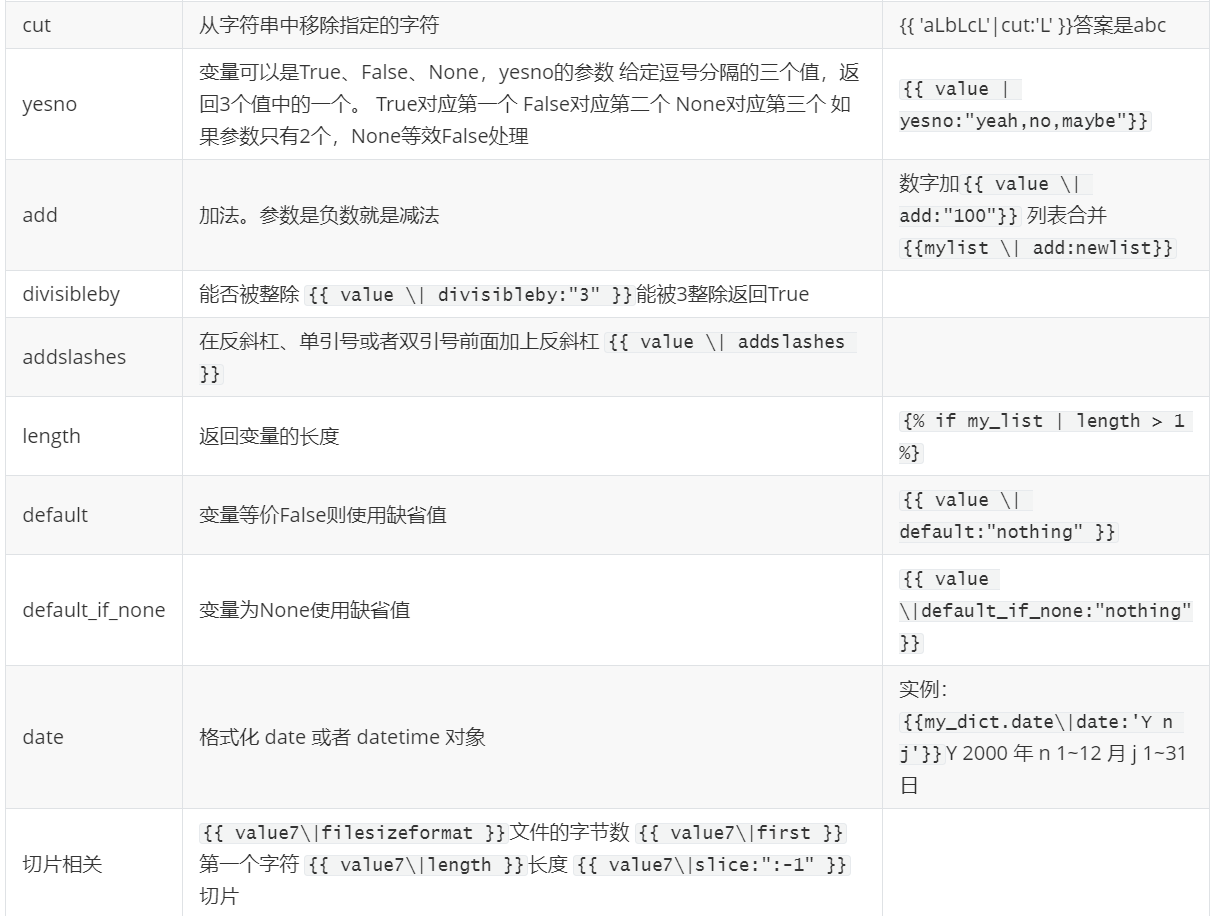 cut
从字符串中移除指定的字符
{{ 'aLbLcL'|cut:'L' }}答案是abc
yesno
变量可以是True、False、None，yesno的参数 给定逗号分隔的三个值，返
回3个值中的一个。 True对应第一个 False对应第二个 None对应第三个 如
果参数只有2个，None等效False处理
{{ value |
yesno:"yeah,no,maybe"}}
add
加法。参数是负数就是减法
数字加 {{ value \|
add:"100"}} 列表合并
{{mylist \| add:newlist}}
divisibleby
能否被整除 {{ value \| divisibleby:"3" }}能被3整除返回True
addslashes
在反斜杠、单引号或者双引号前面加上反斜杠 {{ value \| addslashes
}}
length
返回变量的长度
{% if my_list | length > 1
%}
default
变量等价False则使用缺省值
{{ value \|
default:"nothing" }}
default_if_none
变量为None使用缺省值
{{ value
\|default_if_none:"nothing"
}}
date
格式化 date 或者 datetime 对象
实例：
{{my_dict.date\|date:'Y n
j'}}Y 2000 年 n 1~12 月 j 1~31
日
切片相关
{{ value7\|filesizeformat }}文件的字节数 {{ value7\|first }}
第一个字符 {{ value7\|length }}长度 {{ value7\|slice:":-1" }}
切片